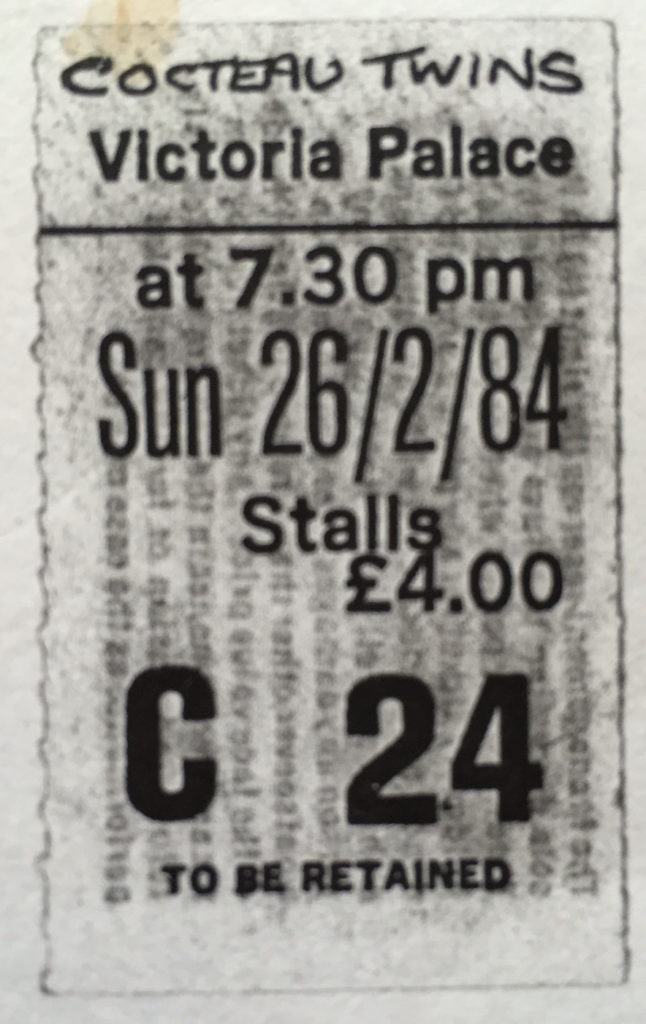 COCTEAU TWINS
Victoria Palace
at 7.30 pm
Sun 26/2/84
Stalls
£4.00
C 24
TO BE RETAINED